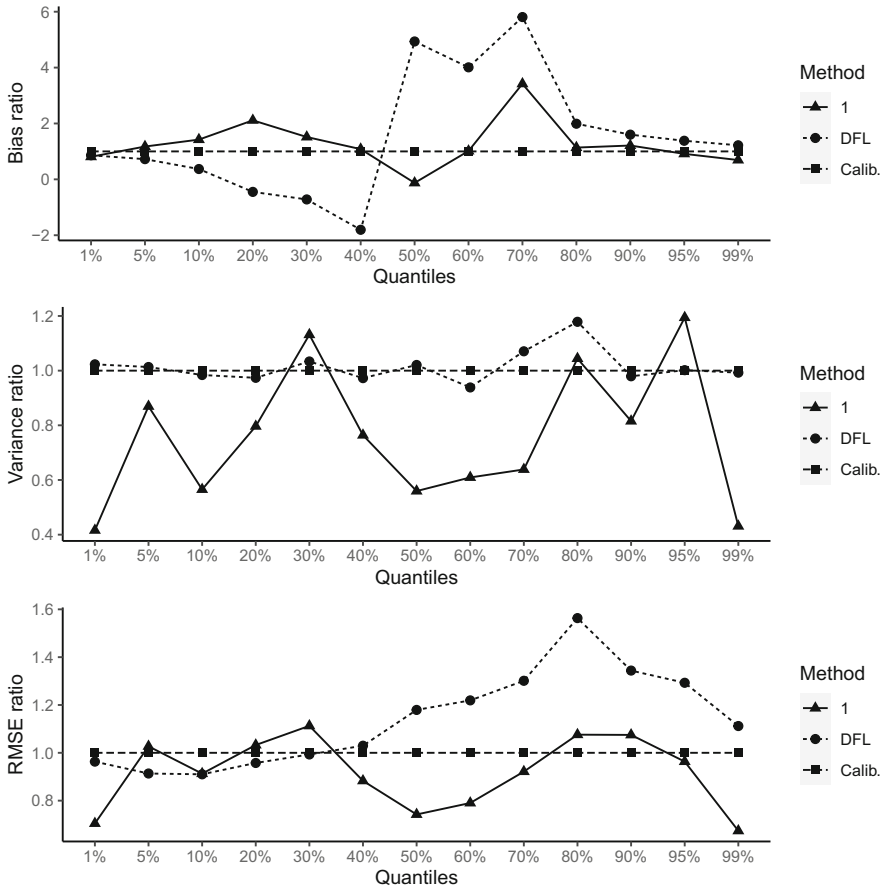 Bias ratio
6
4
2
0
−2
1% 5% 10% 20% 30% 40% 50% 60% 70% 80% 90% 95% 99%
Quantiles
Method
1
DFL
Calib.
Variance ratio
1.2
1.0
0.8
0.6
0.4
1% 5% 10% 20% 30% 40% 50% 60% 70% 80% 90% 95% 99%
Quantiles
Method
1
DFL
Calib.
RMSE ratio
1.6
1.4
1.2
1.0
0.8
1% 5% 10% 20% 30% 40% 50% 60% 70% 80% 90% 95% 99%
Quantiles
Method
1
DFL
Calib.